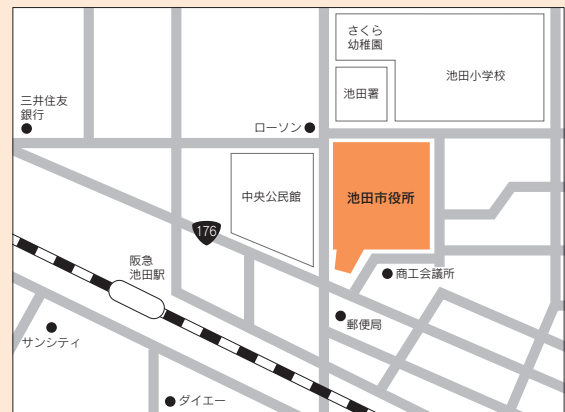 さくら
幼稚園
池田小学校
池田署
三井住友
銀行
ローソン
中央公民館
池田市役所
176
阪急
池田駅
商工会議所
郵便局
サンシティ
ダイエー